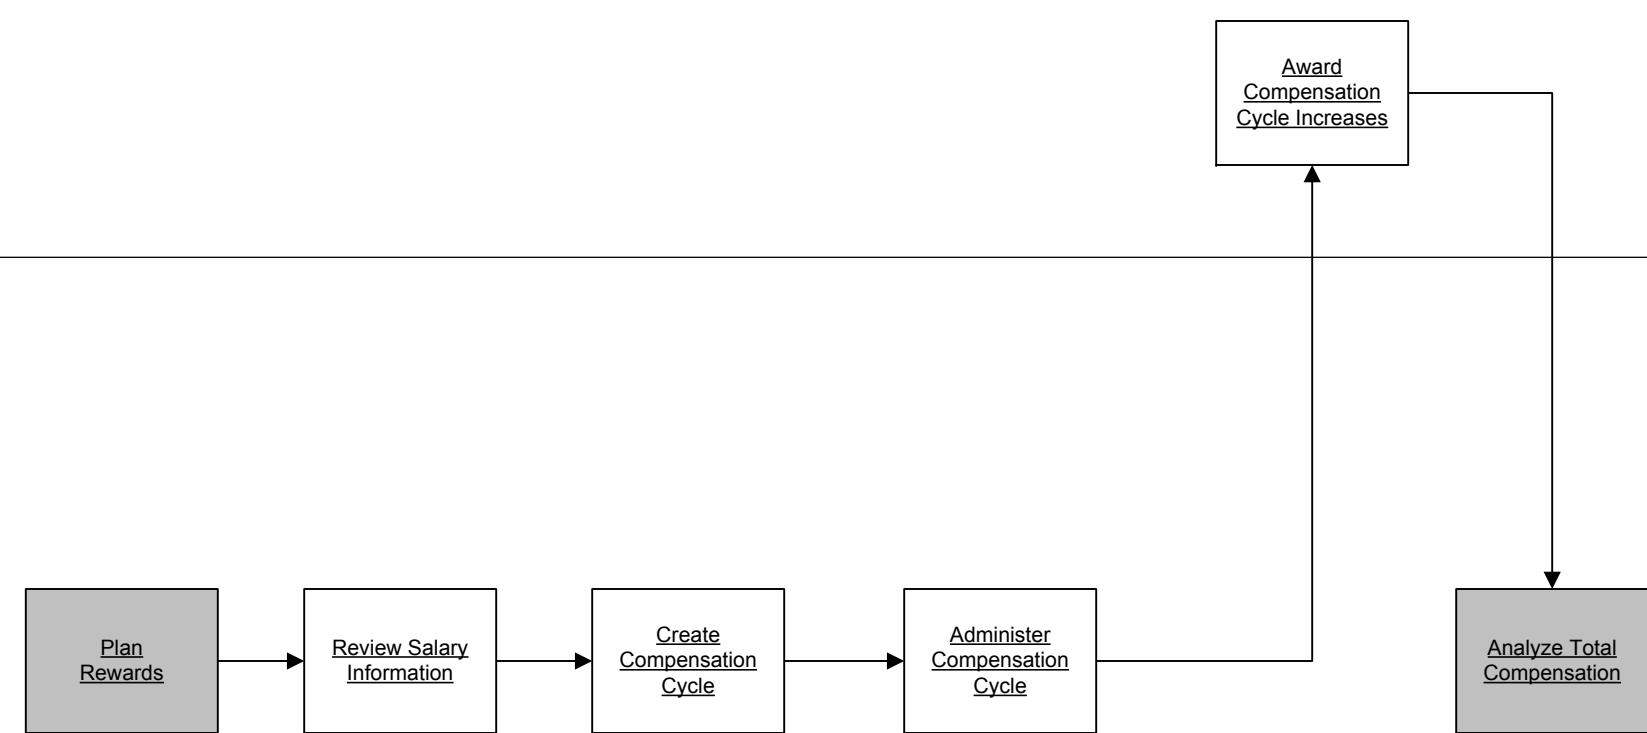 Award
Compensation
Cycle Increases
Plan
Rewards
Review Salary
Information
Create
Compensation
Cycle
Administer
Compensation
Cycle
Analyze Total
Compensation